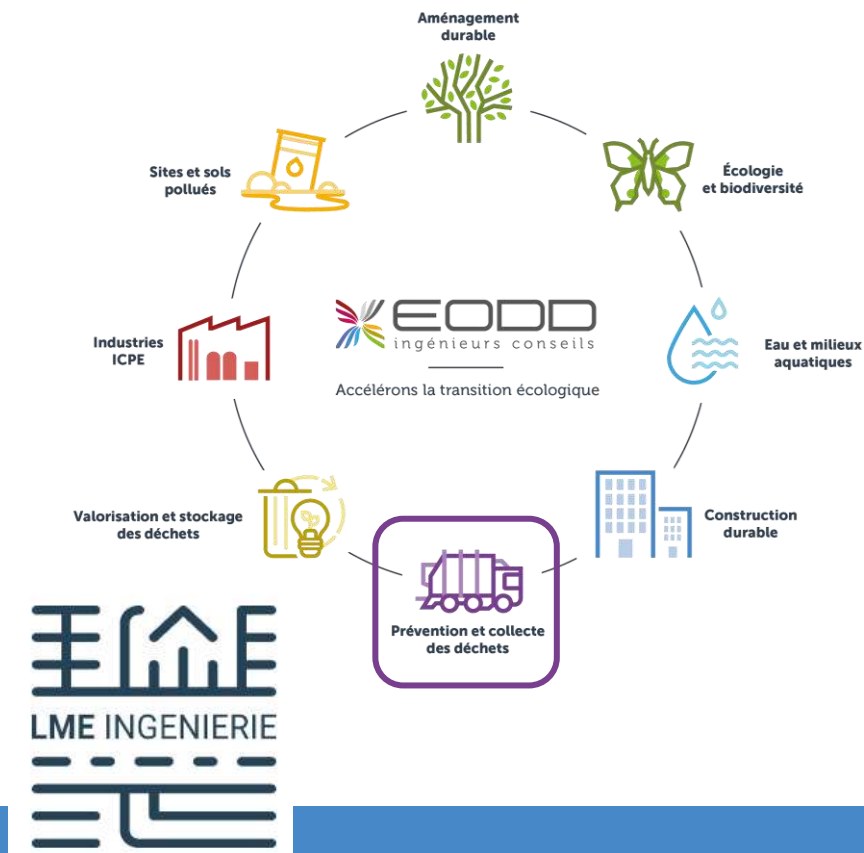 Aménagement
durable
Sites et sols
pollués
Écologie
et biodiversité
EODD
ingénieurs conseils
Accélérons la transition écologique
Industries
ICPE
Eau et milieux
aquatiques
Valorisation et stockage
des déchets
Construction
durable
Prévention et collecte
des déchets
LME INGENIERIE